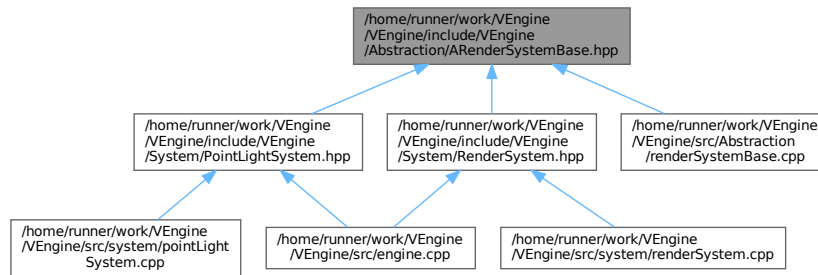 /home/runner/work/VEngine
/VEngine/include/VEngine
/Abstraction/ARenderSystemBase.hpp
/home/runner/work/VEngine
/VEngine/include/VEngine
/System/PointLightSystem.hpp
/home/runner/work/VEngine
/VEngine/include/VEngine
/System/RenderSystem.hpp
/home/runner/work/VEngine
/VEngine/src/Abstraction
/renderSystemBase.cpp
/home/runner/work/VEngine
/VEngine/src/system/pointLight
System.cpp
/home/runner/work/VEngine
/VEngine/src/engine.cpp
/home/runner/work/VEngine
/VEngine/src/system/renderSystem.cpp